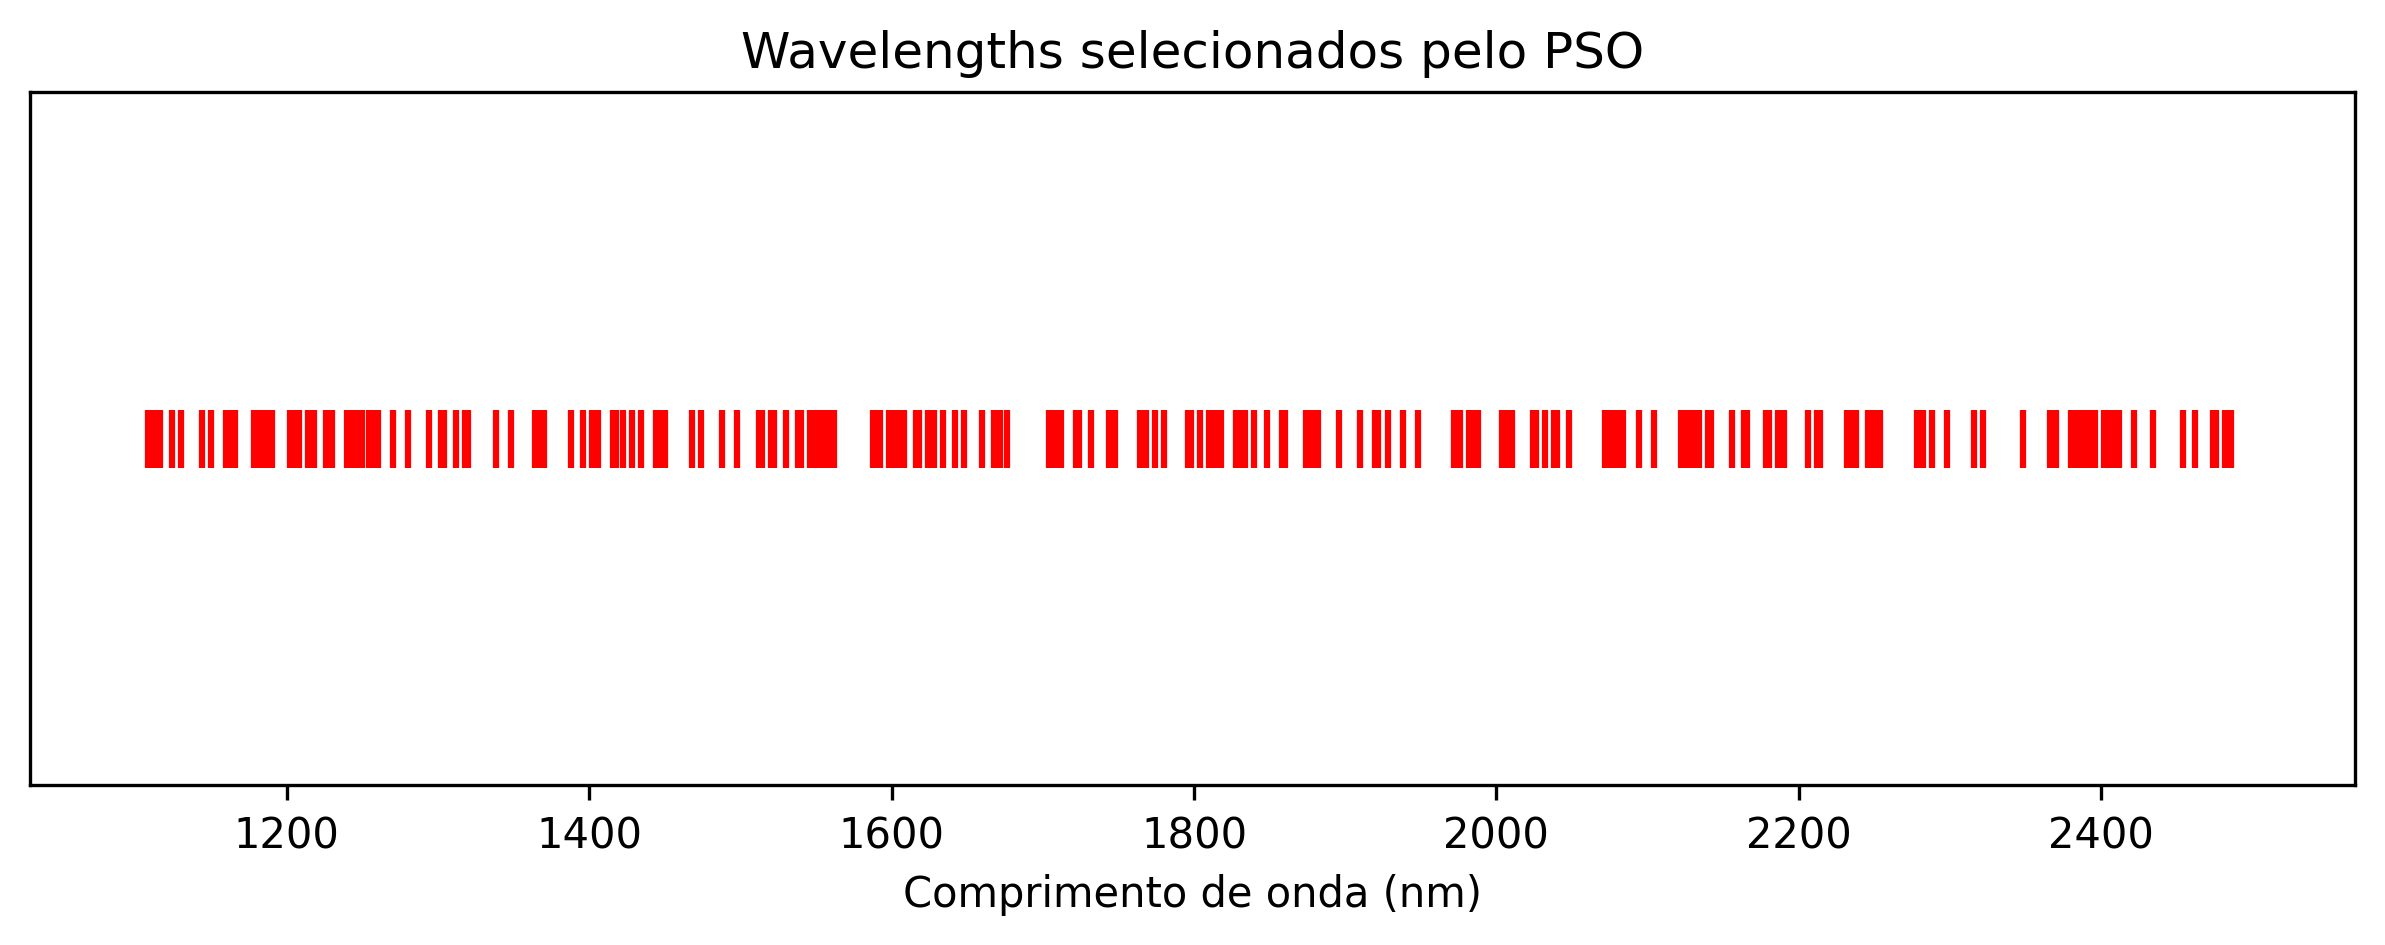 Wavelengths selecionados pelo PSO
1200 1400 1600 1800 2000 2200 2400
Comprimento de onda (nm)